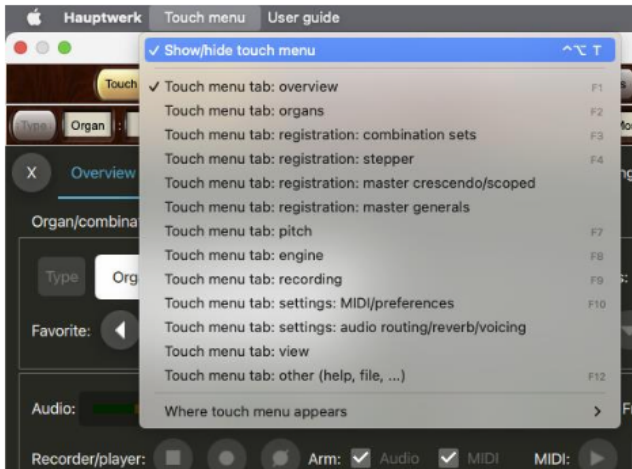 Hauptwerk Touch menu User guide
Show/hide touch menu ^⌥ T
Touch
Touch menu tab: overview F1
Touch menu tab: organs F2
Type: Organ :
Touch menu tab: registration: combination sets F3
Touch menu tab: registration: stepper F4
X Overview
Touch menu tab: registration: master crescendo/scoped
Touch menu tab: registration: master generals
Organ/combina
Touch menu tab: pitch F7
Touch menu tab: engine F8
Type Org
Touch menu tab: recording F9
Touch menu tab: settings: MIDI/preferences F10
Favorite:
Touch menu tab: settings: audio routing/reverb/voicing
Touch menu tab: view
Touch menu tab: other (help, file, ...) F12
Audio:
Where touch menu appears >
Recorder/player: Arm: Audio MIDI MIDI: